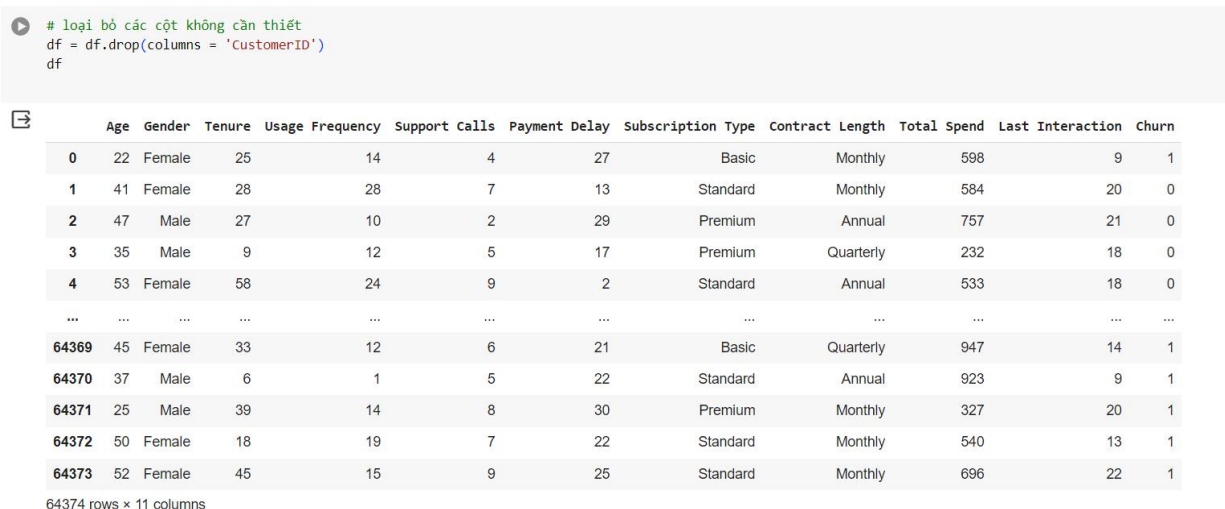 # loại bỏ các cột không cần thiết
df = df.drop(columns = 'CustomerID')
df
Age Gender Tenure Usage Frequency Support Calls Payment Delay Subscription Type Contract Length Total Spend Last Interaction Churn
0 22 Female 25 14 4 27 Basic Monthly 598 9 1
1 41 Female 28 28 7 13 Standard Monthly 584 20 0
2 47 Male 27 10 2 29 Premium Annual 757 21 0
3 35 Male 9 12 5 17 Premium Quarterly 232 18 0
4 53 Female 58 24 9 2 Standard Annual 533 18 0
... ... ... ... ... ... ... ... ... ... ... ...
64369 45 Female 33 12 6 21 Basic Quarterly 947 14 1
64370 37 Male 6 1 5 22 Standard Annual 923 9 1
64371 25 Male 39 14 8 30 Premium Monthly 327 20 1
64372 50 Female 18 19 7 22 Standard Monthly 540 13 1
64373 52 Female 45 15 9 25 Standard Monthly 696 22 1
64374 rows × 11 columns